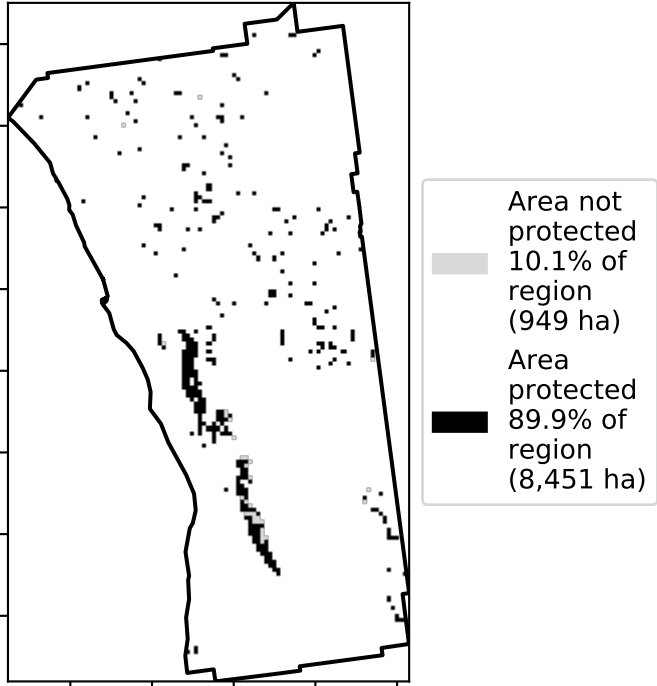 Area not
protected
10.1% of
region
(949 ha)
Area
protected
89.9% of
region
(8,451 ha)